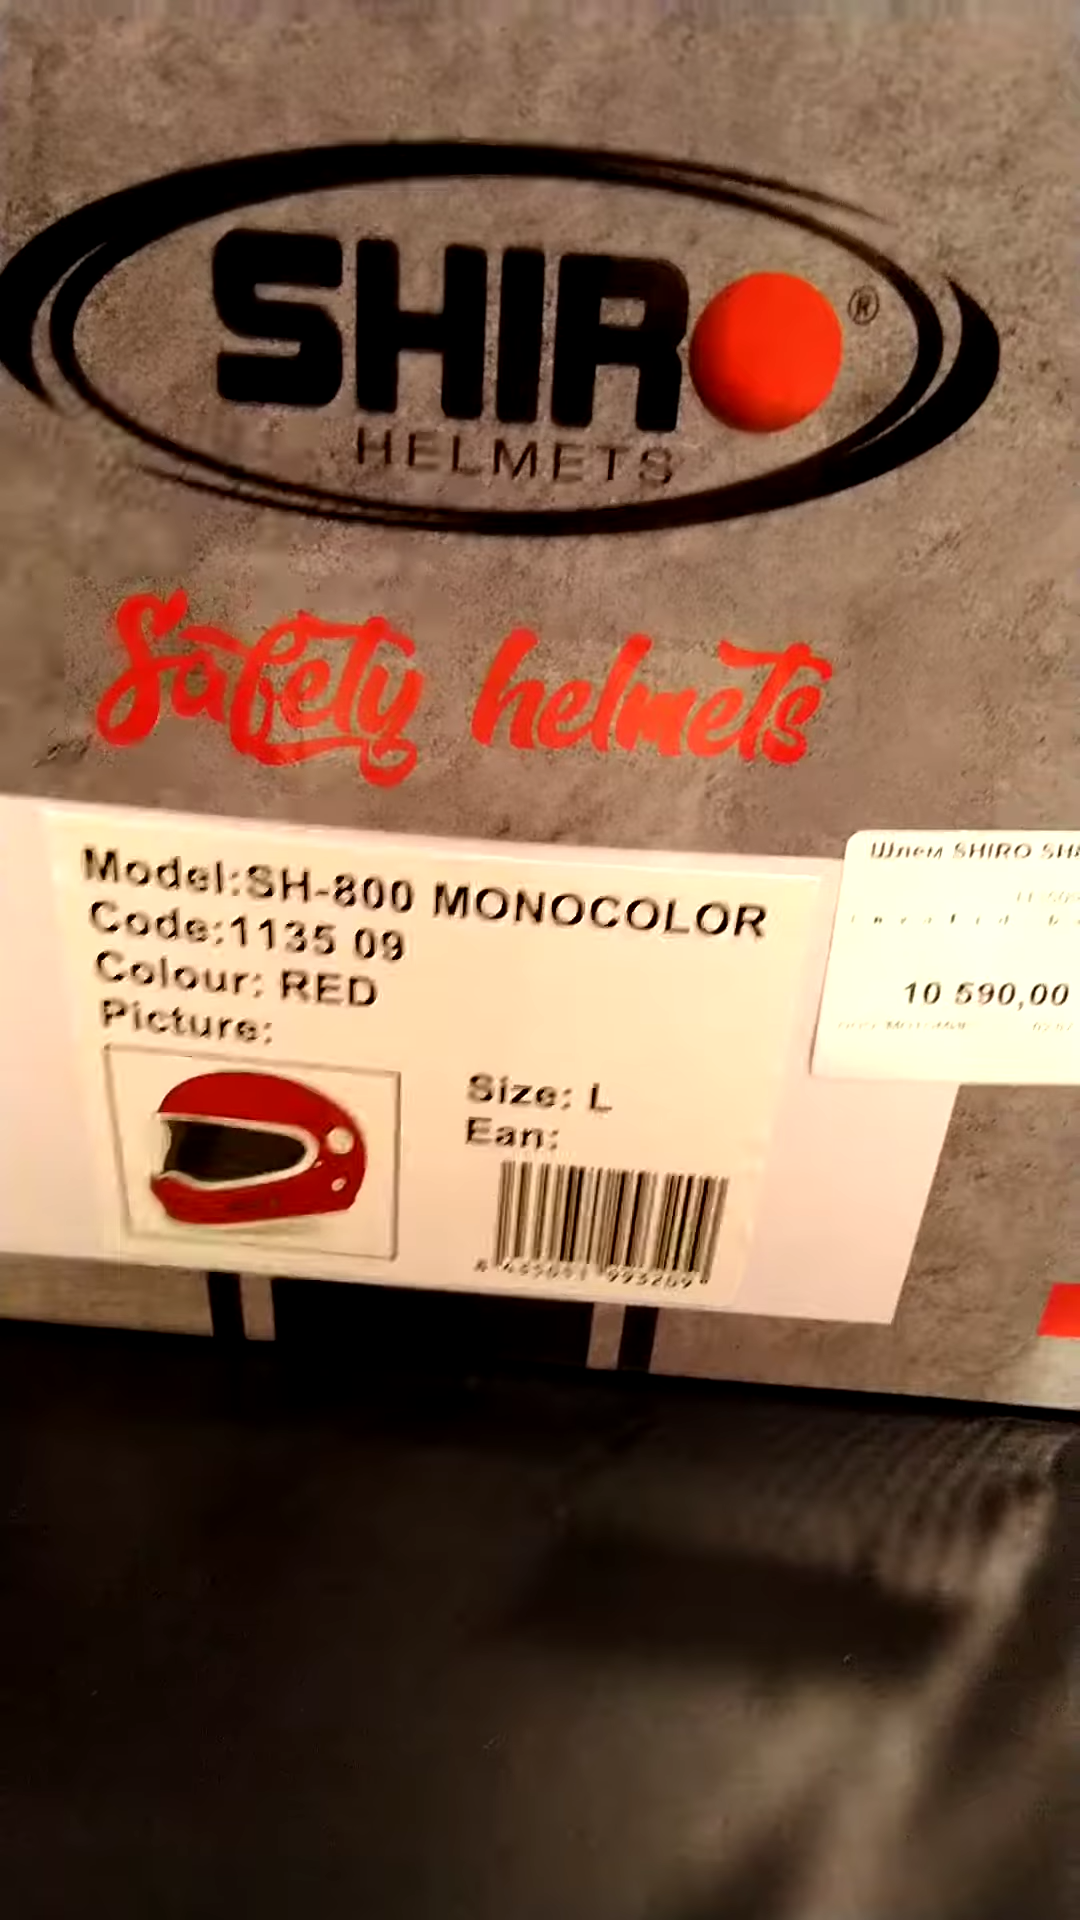 SHIRO®
HELMETS
Safety helmets
Model:SH-800 MONOCOLOR
Code:1135 09
Colour: RED
Picture:
Size: L
Ean:
Шлем SHIRO
10 590,00